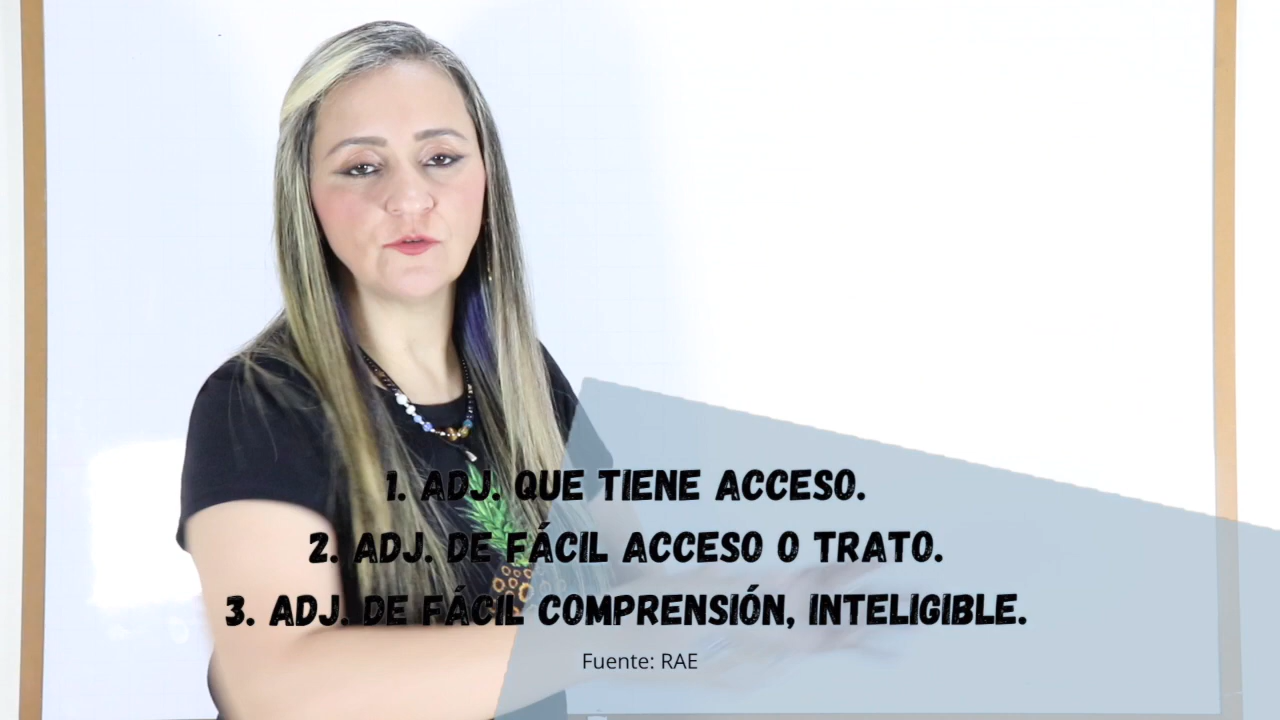 1. ADJ. QUE TIENE ACCESO.
2. ADJ. DE FÁCIL ACCESO O TRATO.
3. ADJ. DE FÁCIL COMPRENSIÓN, INTELIGIBLE.
Fuente: RAE